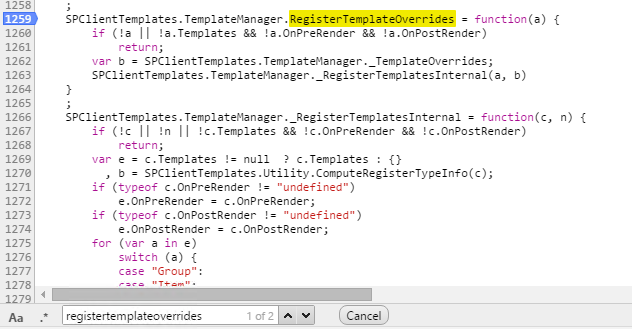 1258 ;
1259 SPClientTemplates.TemplateManager.RegisterTemplateOverrides = function(a) {
1260 if (!a || !a.Templates && !a.OnPreRender && !a.OnPostRender)
1261 return;
1262 var b = SPClientTemplates.TemplateManager._TemplateOverrides;
1263 SPClientTemplates.TemplateManager._RegisterTemplatesInternal(a, b)
1264 }
1265 ;
1266 SPClientTemplates.TemplateManager._RegisterTemplatesInternal = function(c, n) {
1267 if (!c || !n || !c.Templates && !c.OnPreRender && !c.OnPostRender)
1268 return;
1269 var e = c.Templates != null ? c.Templates : {}
1270 , b = SPClientTemplates.Utility.ComputeRegisterTypeInfo(c);
1271 if (typeof c.OnPreRender != "undefined")
1272 e.OnPreRender = c.OnPreRender;
1273 if (typeof c.OnPostRender != "undefined")
1274 e.OnPostRender = c.OnPostRender;
1275 for (var a in e)
1276 switch (a) {
1277 case "Group":
1278 case "Item":
1279
Aa .* registertemplateoverrides 1 of 2 Cancel